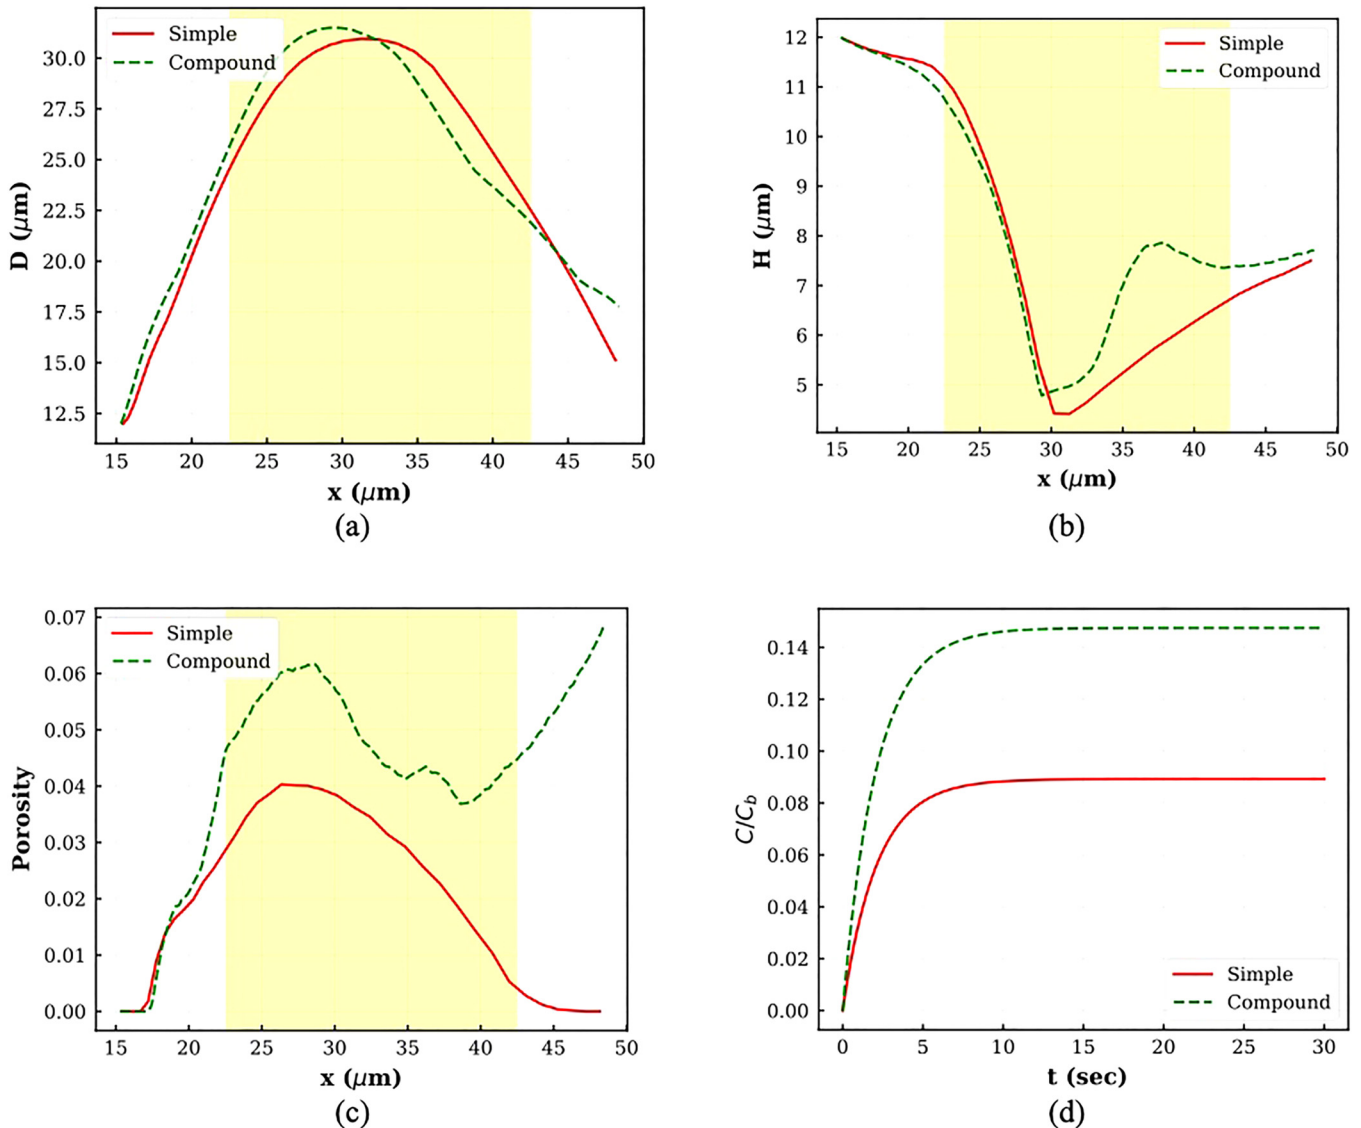 Simple
Compound
30.0
27.5
25.0
22.5
20.0
17.5
15.0
12.5
D (μm)
15 20 25 30 35 40 45 50
x (μm)
(a)
Simple
Compound
12
11
10
9
8
7
6
5
H (μm)
15 20 25 30 35 40 45 50
x (μm)
(b)
Simple
Compound
0.07
0.06
0.05
0.04
0.03
0.02
0.01
0.00
Porosity
15 20 25 30 35 40 45 50
x (μm)
(c)
0.14
0.12
0.10
0.08
0.06
0.04
0.02
0.00
C/C_b
Simple
Compound
0 5 10 15 20 25 30
t (sec)
(d)